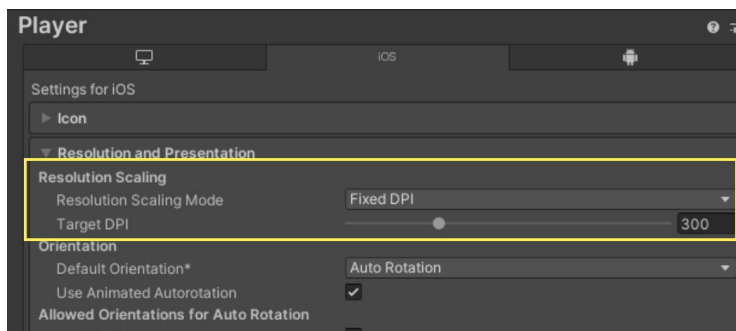 Player
iOS
Settings for iOS
Icon
Resolution and Presentation
Resolution Scaling
Resolution Scaling Mode Fixed DPI
Target DPI 300
Orientation
Default Orientation* Auto Rotation
Use Animated Autorotation
Allowed Orientations for Auto Rotation